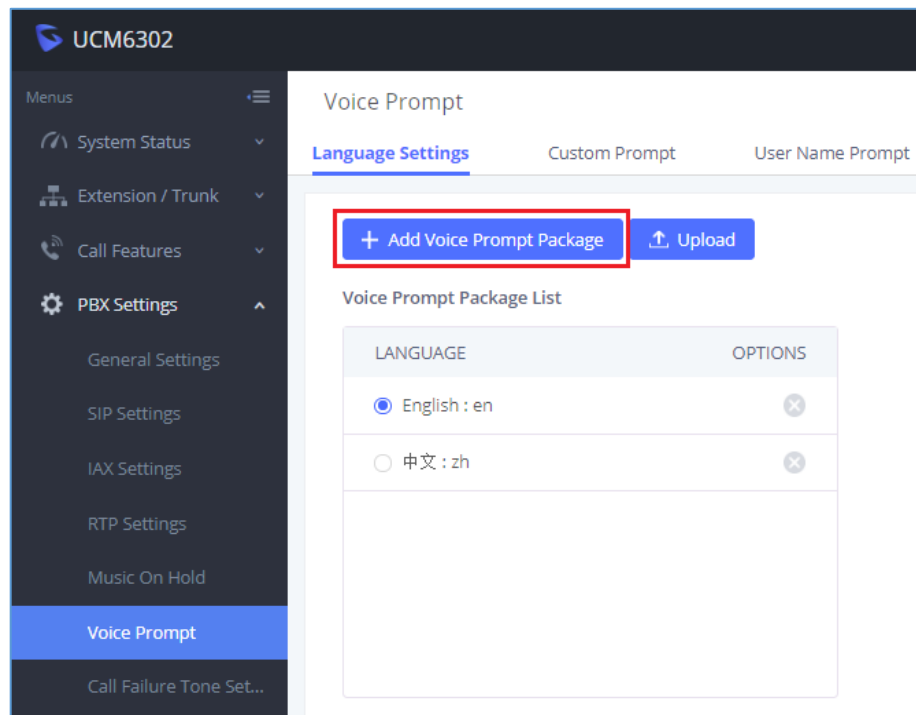 UCM6302
Menus
System Status
Extension / Trunk
Call Features
PBX Settings
General Settings
SIP Settings
IAX Settings
RTP Settings
Music On Hold
Voice Prompt
Call Failure Tone Set...
Voice Prompt
Language Settings Custom Prompt User Name Prompt
+ Add Voice Prompt Package Upload
Voice Prompt Package List
LANGUAGE OPTIONS
English : en
中文 : zh